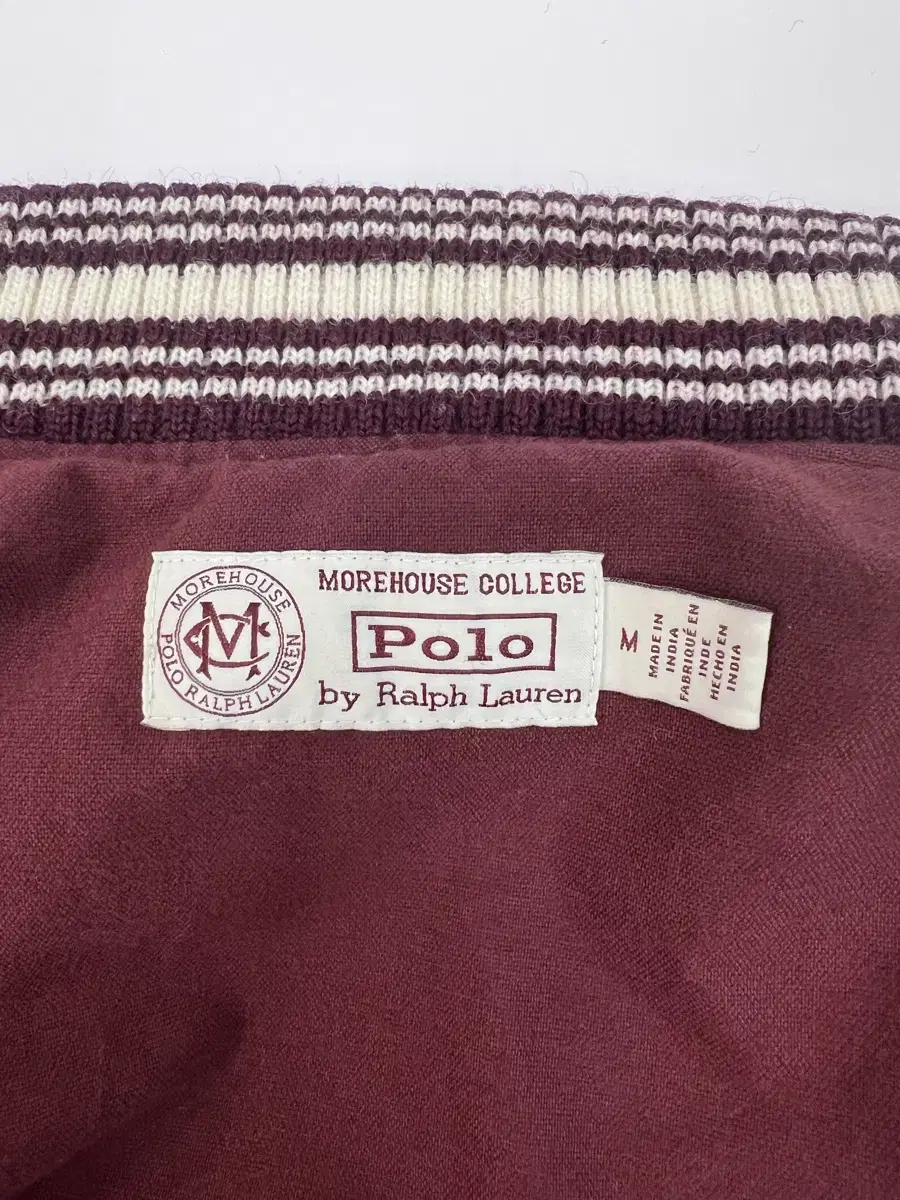 MOREHOUSE
MC
POLO RALPH LAUREN
MOREHOUSE COLLEGE
Polo
by Ralph Lauren
M
MADE IN
INDIA
FABRIQUÉ EN
INDE
HECHO EN
INDIA